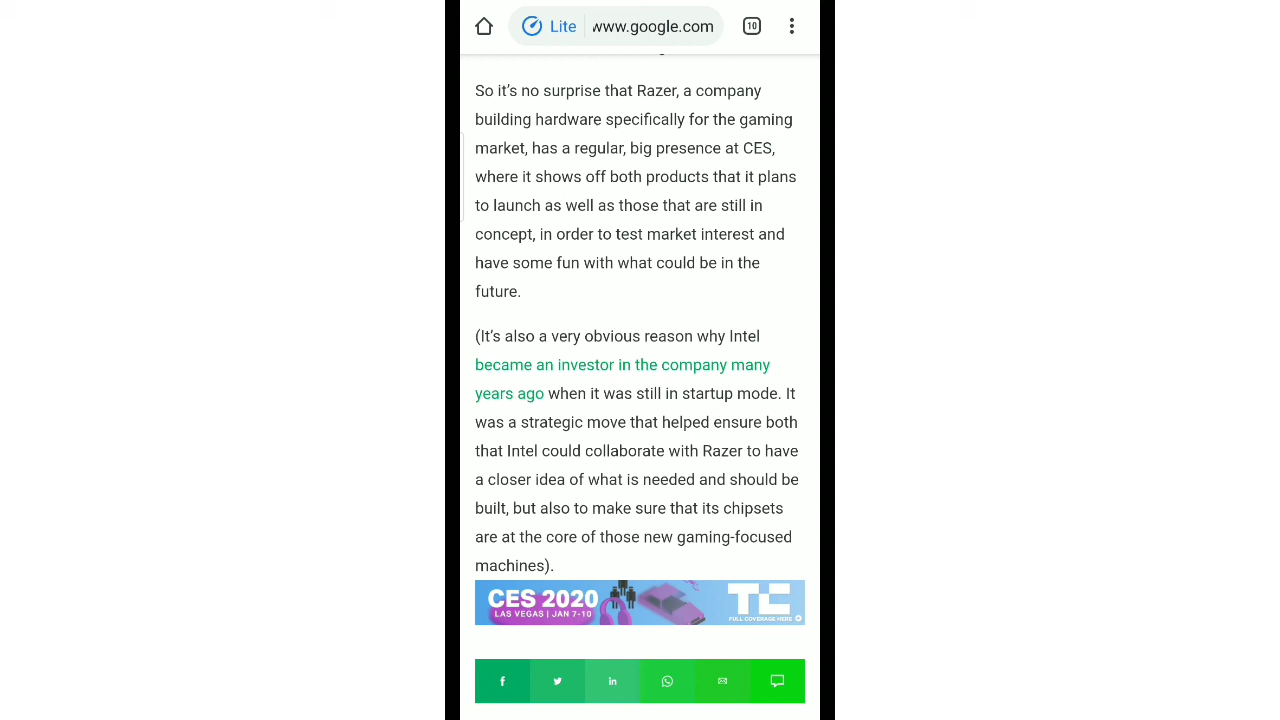 Lite www.google.com 10
So it’s no surprise that Razer, a company
building hardware specifically for the gaming
market, has a regular, big presence at CES,
where it shows off both products that it plans
to launch as well as those that are still in
concept, in order to test market interest and
have some fun with what could be in the
future.
(It’s also a very obvious reason why Intel
became an investor in the company many
years ago when it was still in startup mode. It
was a strategic move that helped ensure both
that Intel could collaborate with Razer to have
a closer idea of what is needed and should be
built, but also to make sure that its chipsets
are at the core of those new gaming-focused
machines).
CES 2020
LAS VEGAS | JAN 7-10
TC
FULL COVERAGE HERE
f in